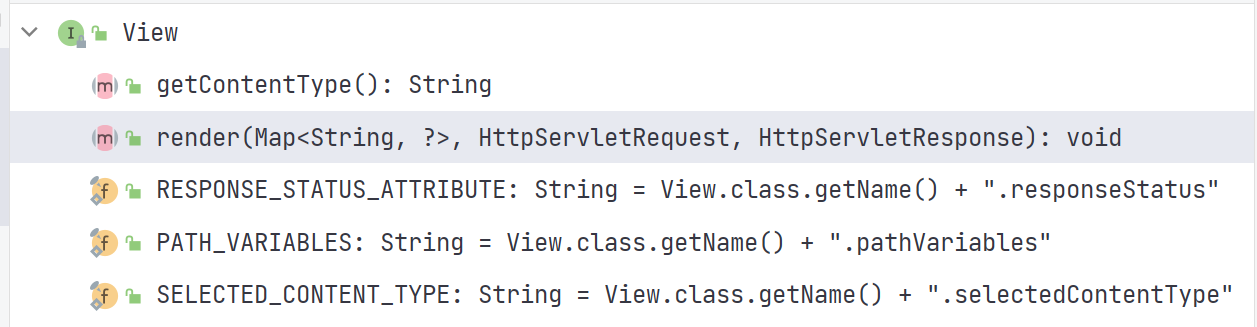 View
getContentType(): String
render(Map<String, ?>, HttpServletRequest, HttpServletResponse): void
RESPONSE_STATUS_ATTRIBUTE: String = View.class.getName() + ".responseStatus"
PATH_VARIABLES: String = View.class.getName() + ".pathVariables"
SELECTED_CONTENT_TYPE: String = View.class.getName() + ".selectedContentType"